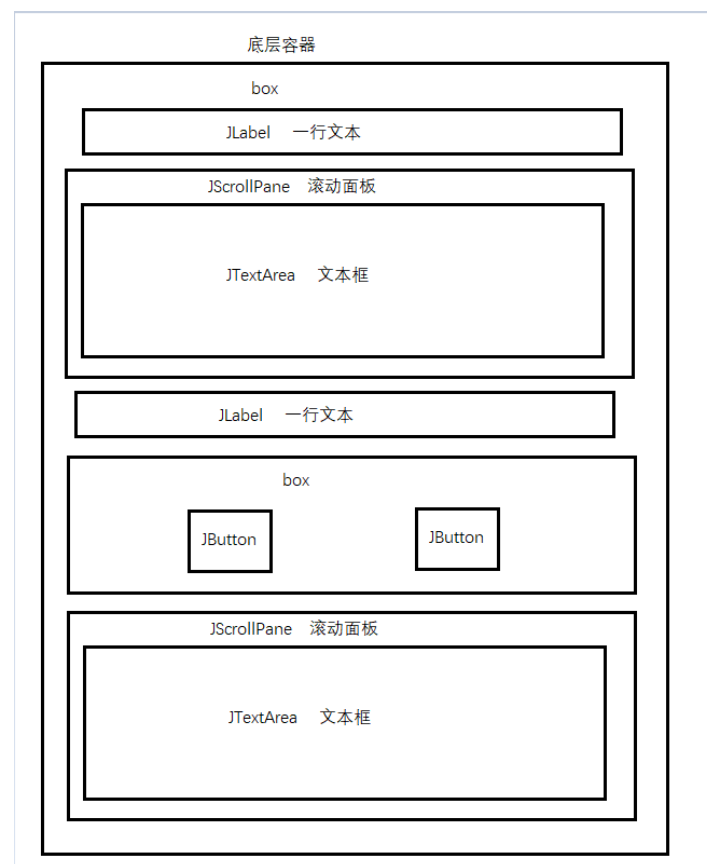 底层容器
box
JLabel 一行文本
JScrollPane 滚动面板
JTextArea 文本框
JLabel 一行文本
box
JButton JButton
JScrollPane 滚动面板
JTextArea 文本框